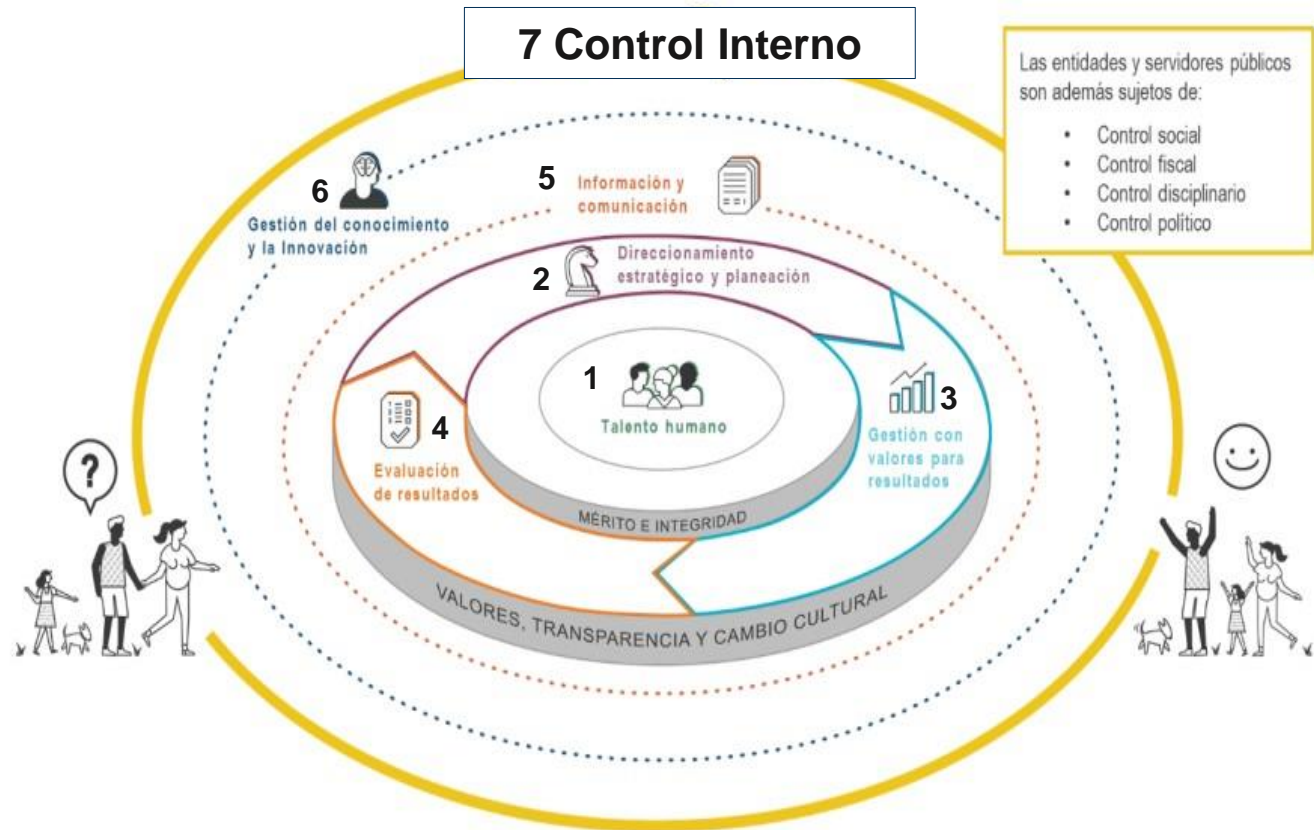 7 Control Interno
Las entidades y servidores públicos
son además sujetos de:
• Control social
• Control fiscal
• Control disciplinario
• Control político
6
Gestión del conocimiento
y la Innovación
5
Información y
comunicación
2
Direccionamiento
estratégico y planeación
1
Talento humano
3
Gestión con
valores para
resultados
4
Evaluación
de resultados
MÉRITO E INTEGRIDAD
VALORES, TRANSPARENCIA Y CAMBIO CULTURAL
?